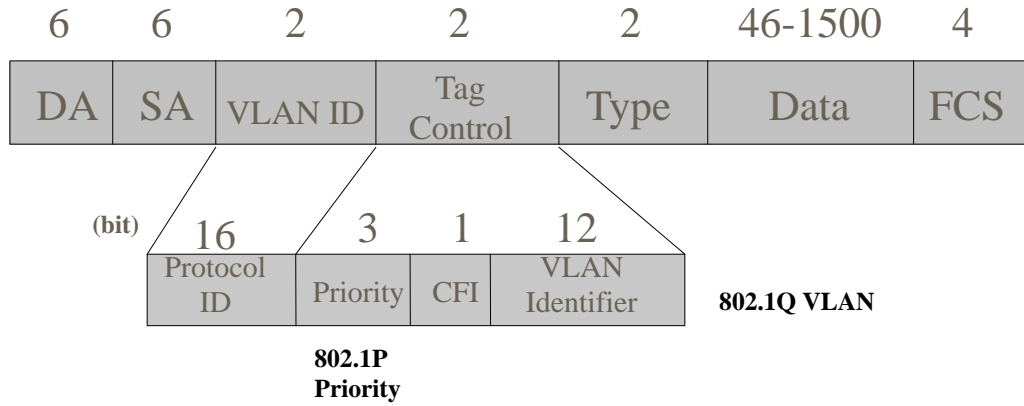 6 6 2 2 2 46-1500 4
DA SA VLAN ID Tag Control Type Data FCS
(bit) 16 3 1 12
Protocol ID Priority CFI VLAN Identifier
802.1Q VLAN
802.1P
Priority